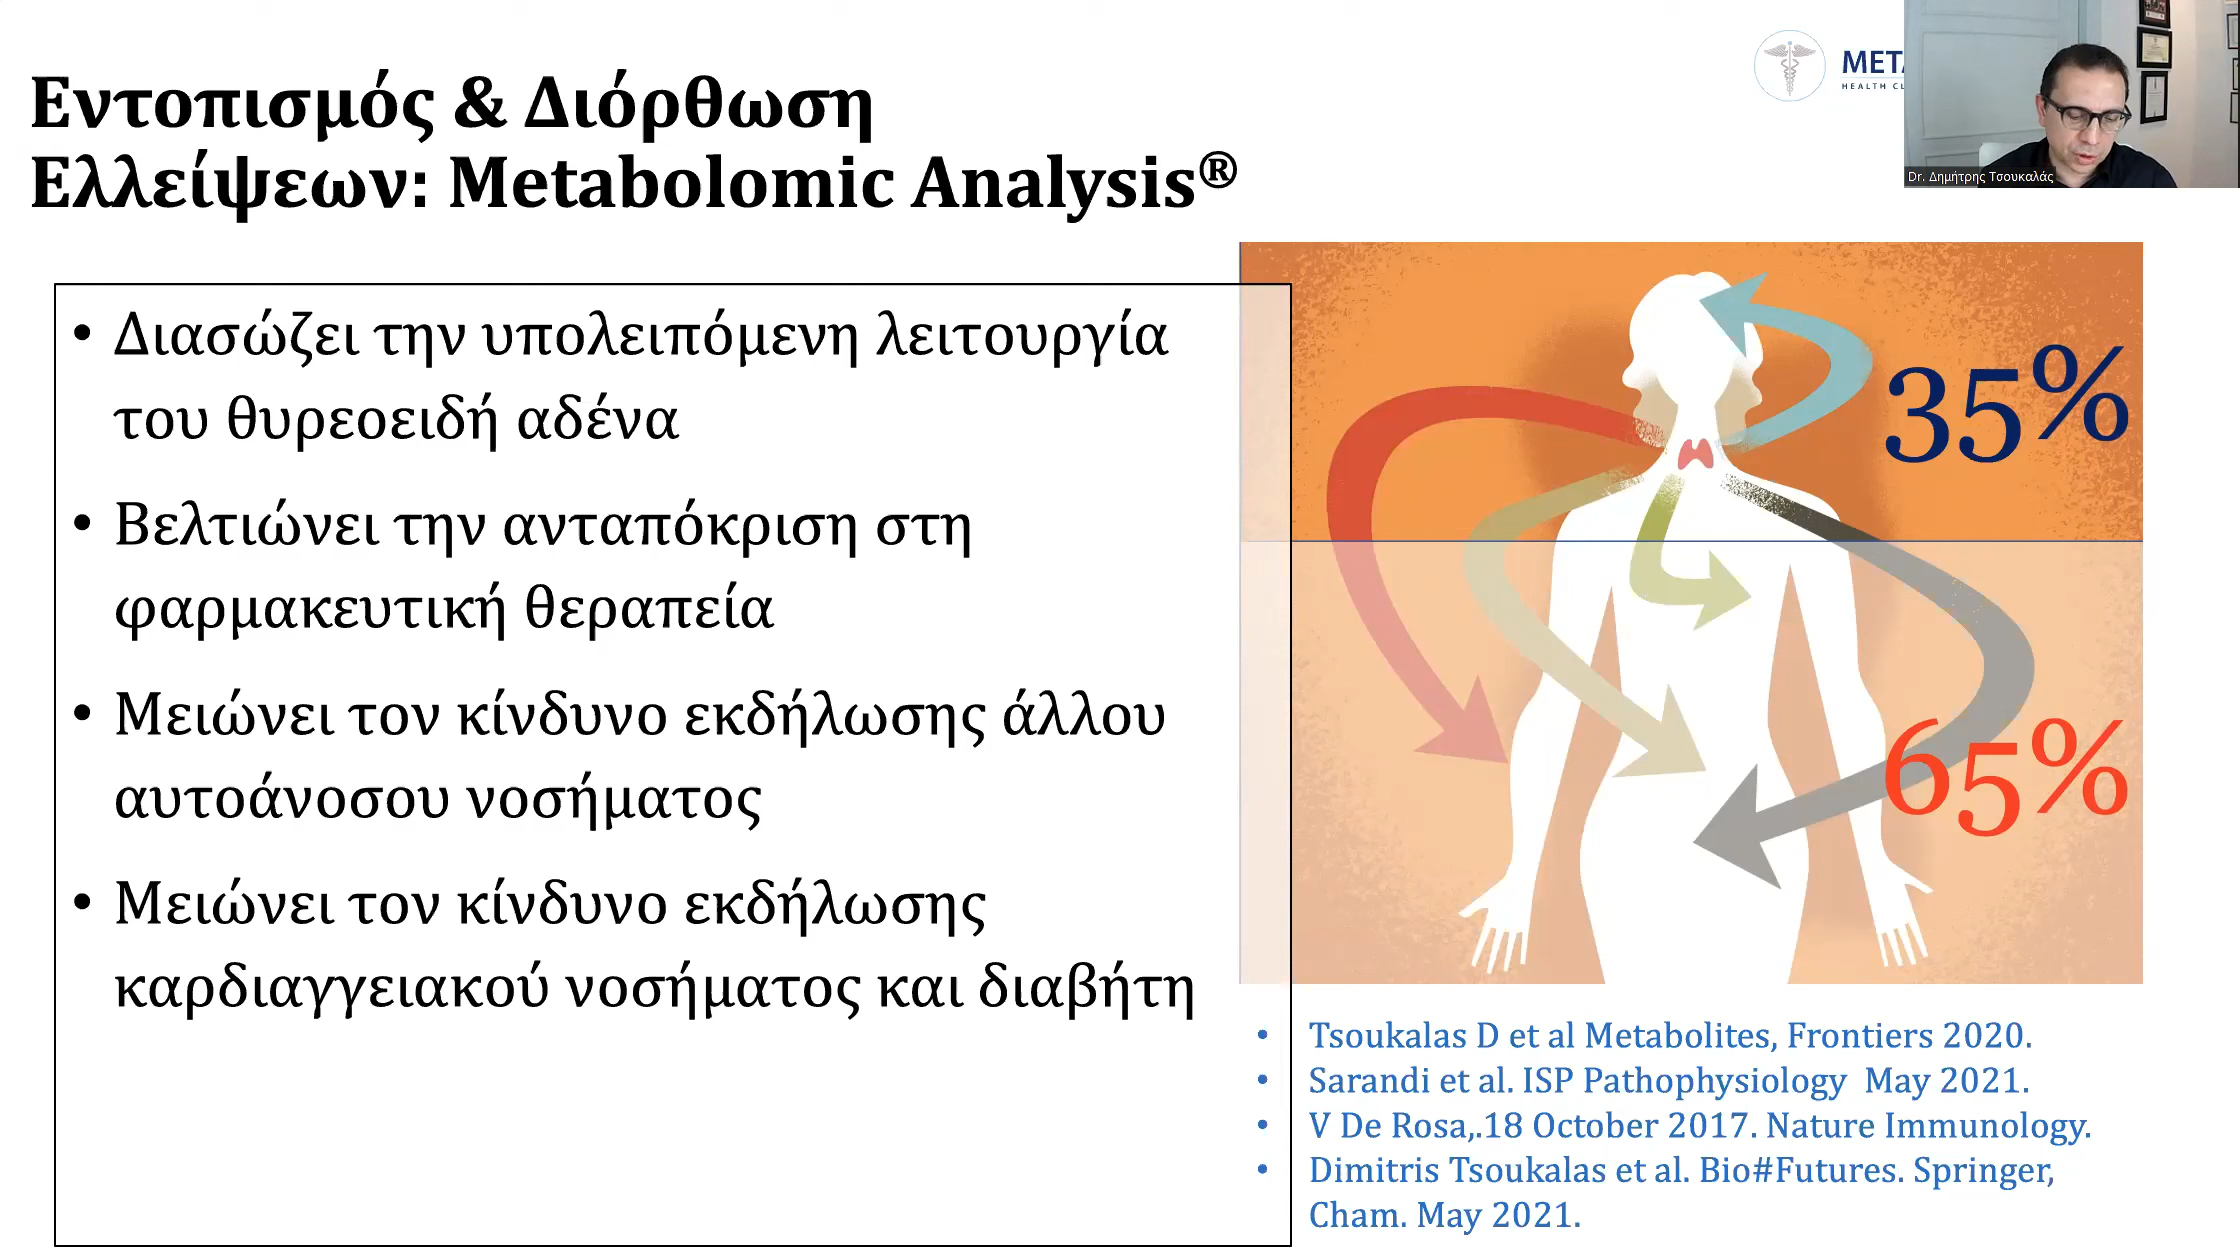 Εντοπισμός & Διόρθωση
Ελλείψεων: Metabolomic Analysis®
HEALTH
Dr. Δημήτρης Τσουκαλάς
• Διασώζει την υπολειπόμενη λειτουργία
του θυρεοειδή αδένα
• Βελτιώνει την ανταπόκριση στη
φαρμακευτική θεραπεία
• Μειώνει τον κίνδυνο εκδήλωσης άλλου
αυτοάνοσου νοσήματος
• Μειώνει τον κίνδυνο εκδήλωσης
καρδιαγγειακού νοσήματος και διαβήτη
35%
65%
• Tsoukalas D et al Metabolites, Frontiers 2020.
• Sarandi et al. ISP Pathophysiology May 2021.
• V De Rosa,.18 October 2017. Nature Immunology.
• Dimitris Tsoukalas et al. Bio#Futures. Springer,
Cham. May 2021.